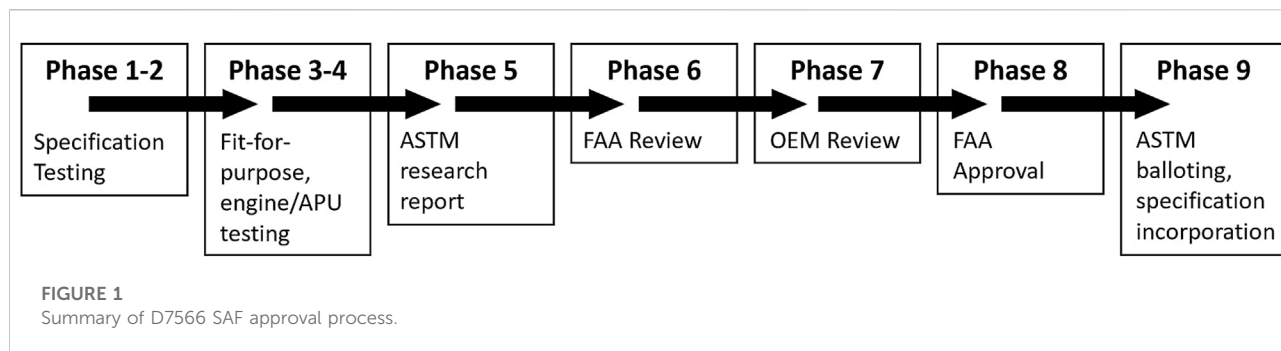 Phase 1-2
Specification
Testing
Phase 3-4
Fit-for-
purpose,
engine/APU
testing
Phase 5
ASTM
research
report
Phase 6
FAA Review
Phase 7
OEM Review
Phase 8
FAA
Approval
Phase 9
ASTM
balloting,
specification
incorporation
FIGURE 1
Summary of D7566 SAF approval process.